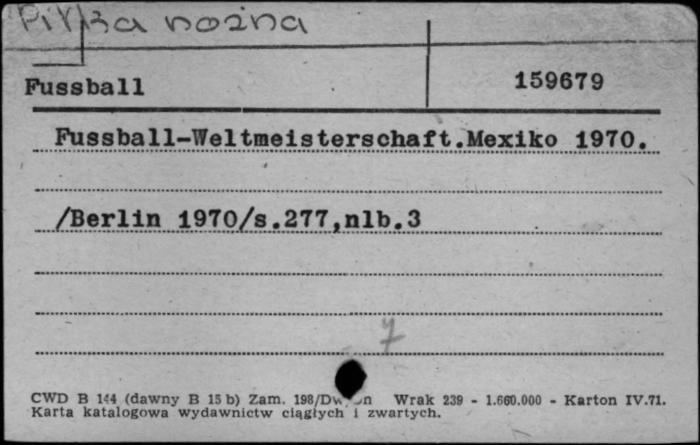 Piłka nożna
Fussball 159679
Fussball-Weltmeisterschaft.Mexiko 1970.
/Berlin 1970/s.277,nlb.3
7
CWD B 144 (dawny B 15 b) Zam. 198/ Wrak 239 - 1.660.000 - Karton IV.71.
Karta katalogowa wydawnictw ciągłych i zwartych.